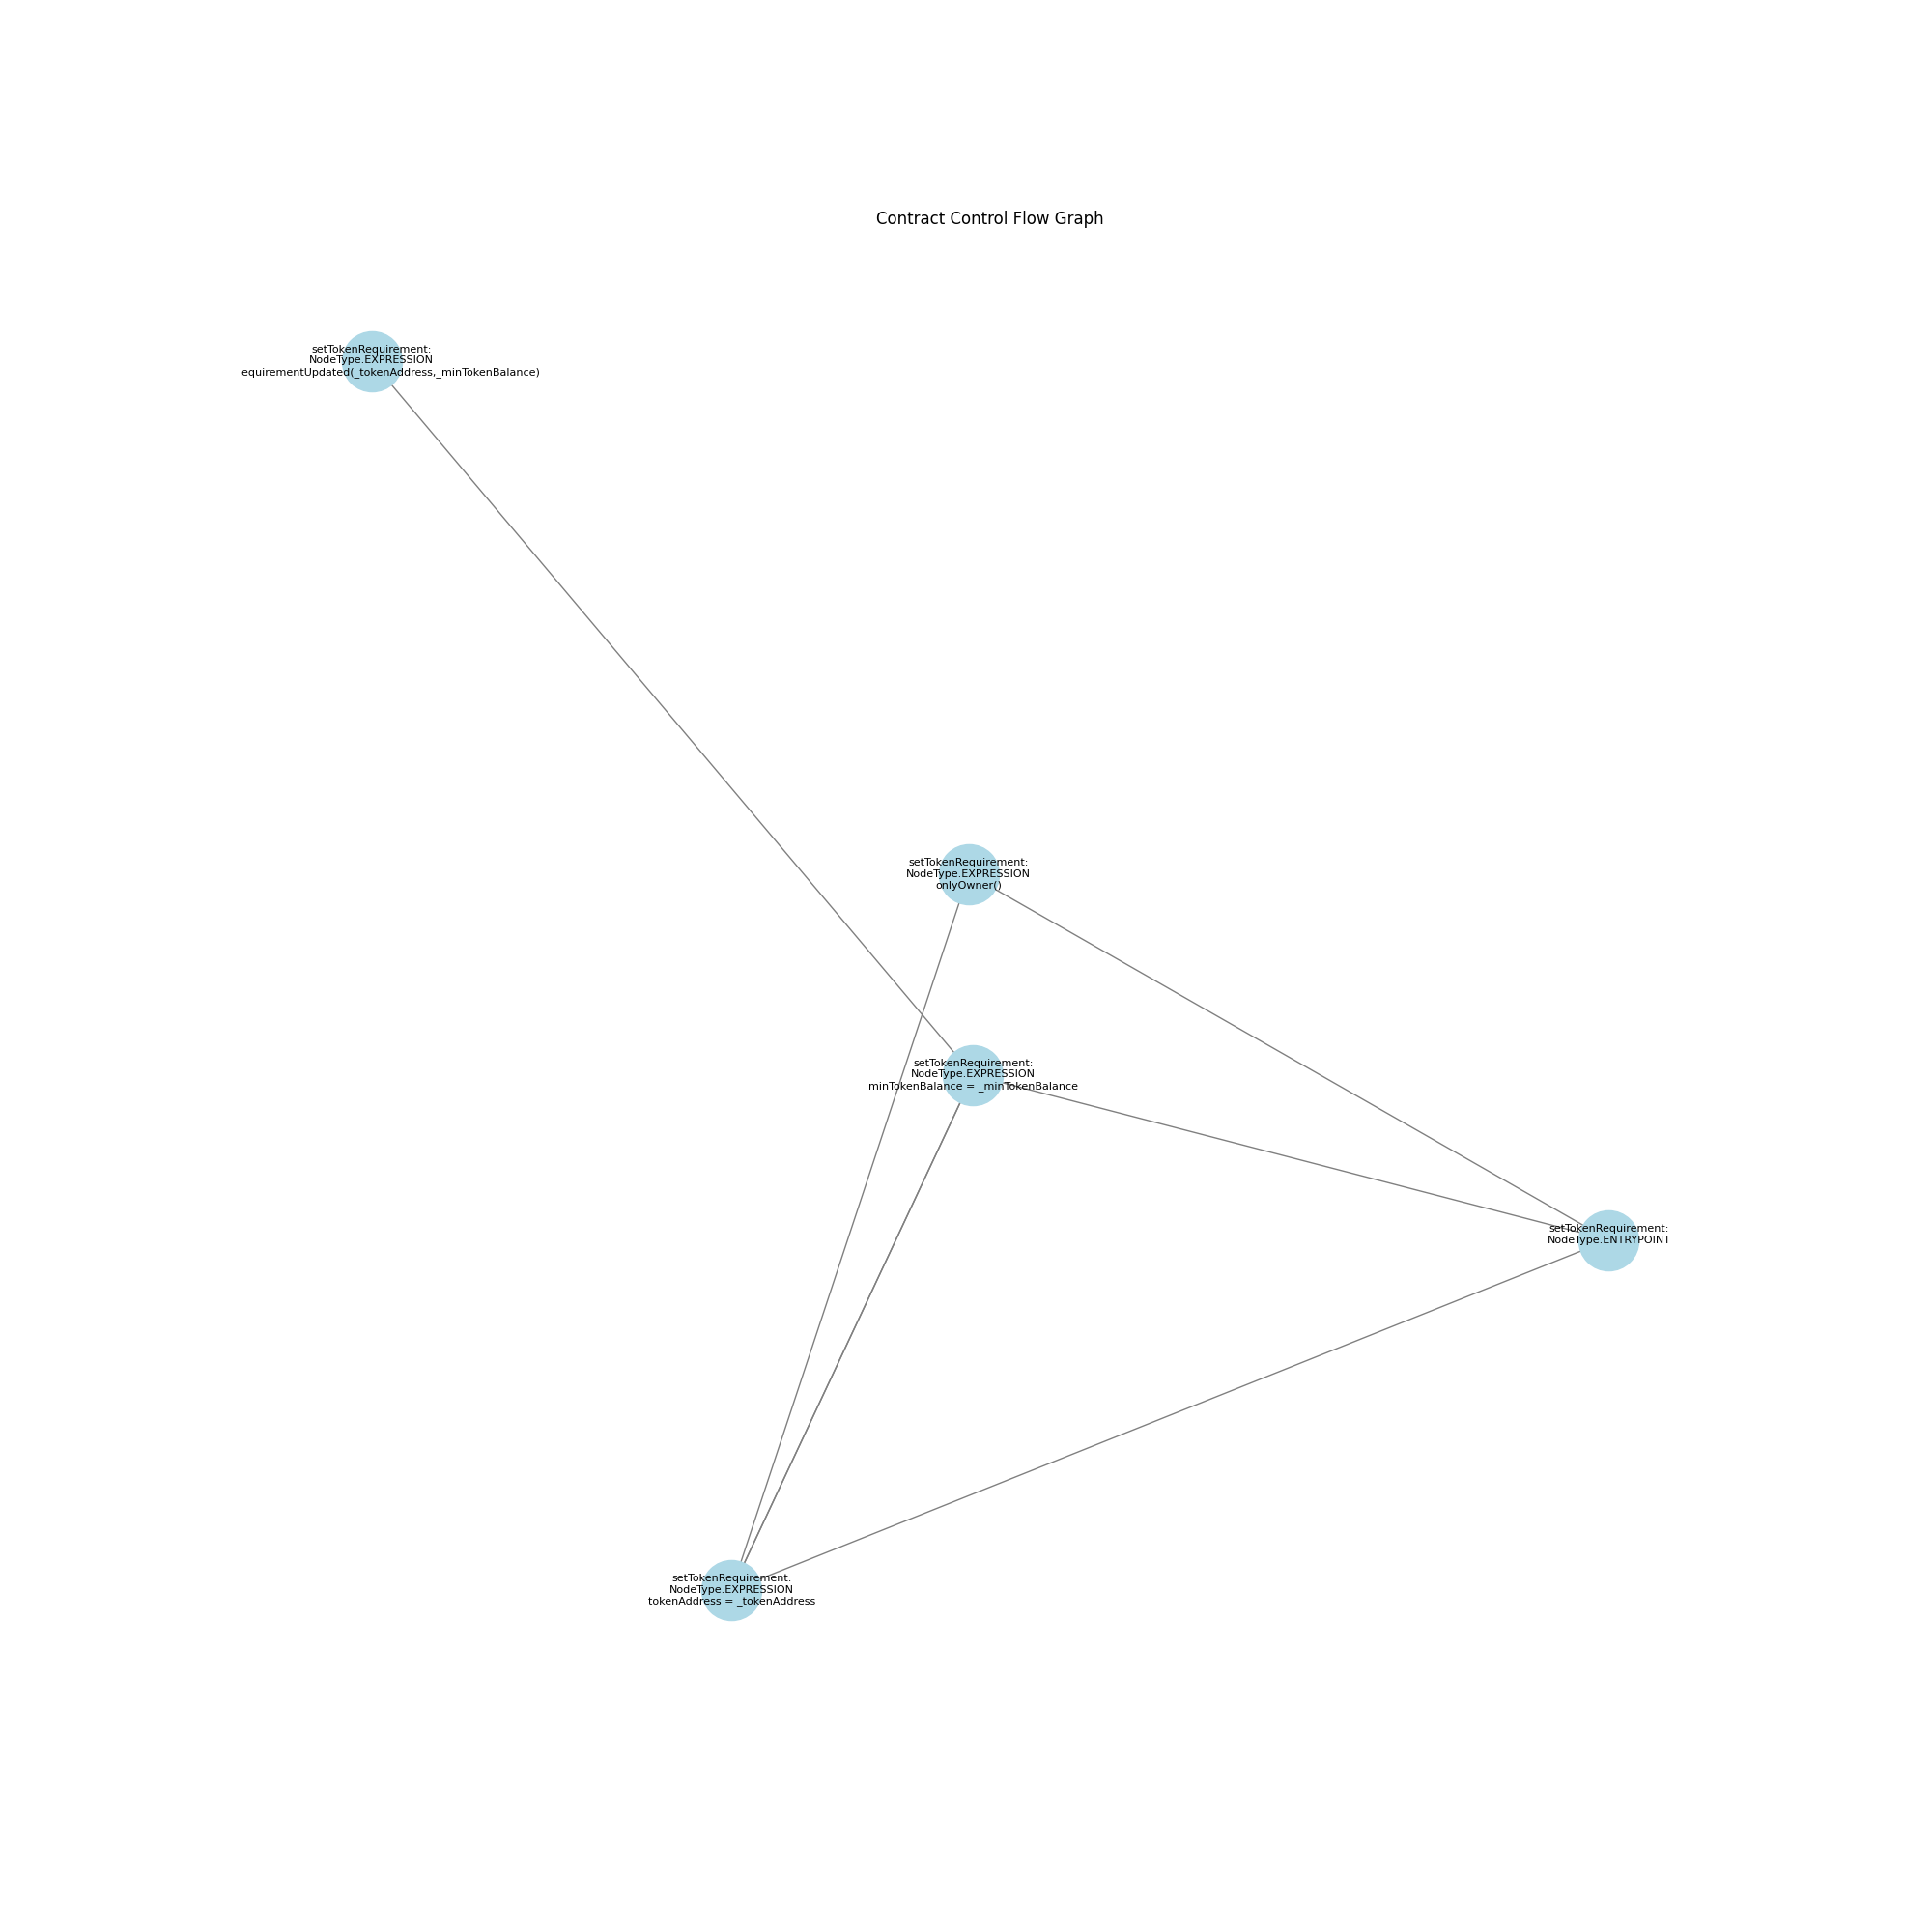 Contract Control Flow Graph
setTokenRequirement:
NodeType.EXPRESSION
equirementUpdated(_tokenAddress,_minTokenBalance)
setTokenRequirement:
NodeType.EXPRESSION
onlyOwner()
setTokenRequirement:
NodeType.EXPRESSION
minTokenBalance = _minTokenBalance
setTokenRequirement:
NodeType.ENTRYPOINT
setTokenRequirement:
NodeType.EXPRESSION
tokenAddress = _tokenAddress